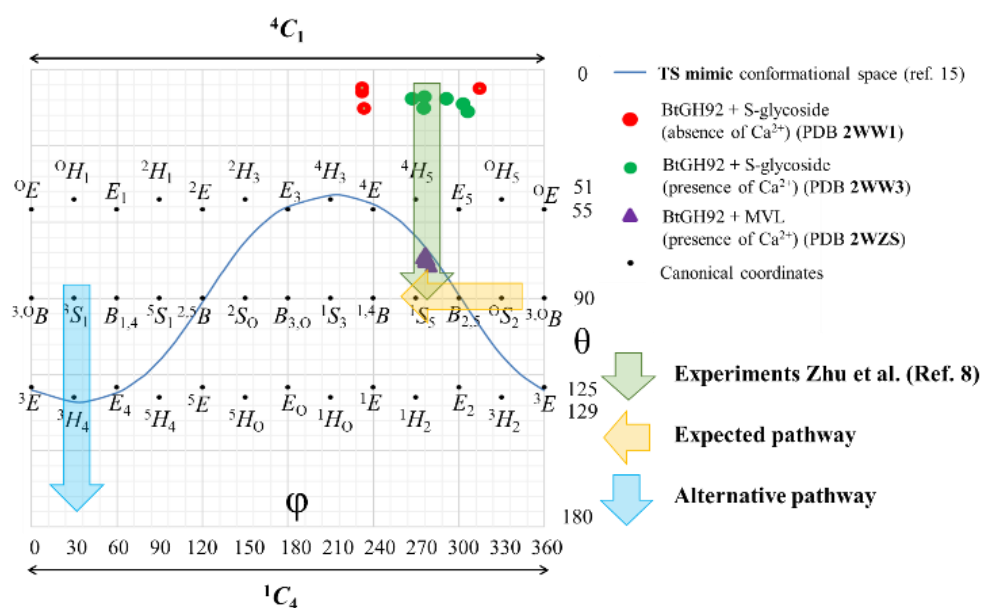 ⁴C₁
0
ᴼH₁ ²H₁ ²H₃ ⁴H₃ ⁴H₅ ᴼH₅
ᴼE E₁ ²E E₃ ⁴E E₅ ᴼE
51
55
³,ᴼB ³S₁ B₁,₄ ⁵S₁ ²,⁵B ²Sₒ B₃,ₒ ¹S₃ ¹,⁴B ¹S₅ B₂,₅ ᴼS₂ ³,ᴼB
90
θ
³E E₄ ⁵E Eₒ ¹E E₂ ³E
³H₄ ⁵H₄ ⁵Hₒ ¹Hₒ ¹H₂ ³H₂
125
129
φ
180
0 30 60 90 120 150 180 210 240 270 300 330 360
¹C₄
TS mimic conformational space (ref. 15)
BtGH92 + S-glycoside
(absence of Ca²⁺) (PDB 2WW1)
BtGH92 + S-glycoside
(presence of Ca²⁺) (PDB 2WW3)
BtGH92 + MVL
(presence of Ca²⁺) (PDB 2WZS)
Canonical coordinates
Experiments Zhu et al. (Ref. 8)
Expected pathway
Alternative pathway